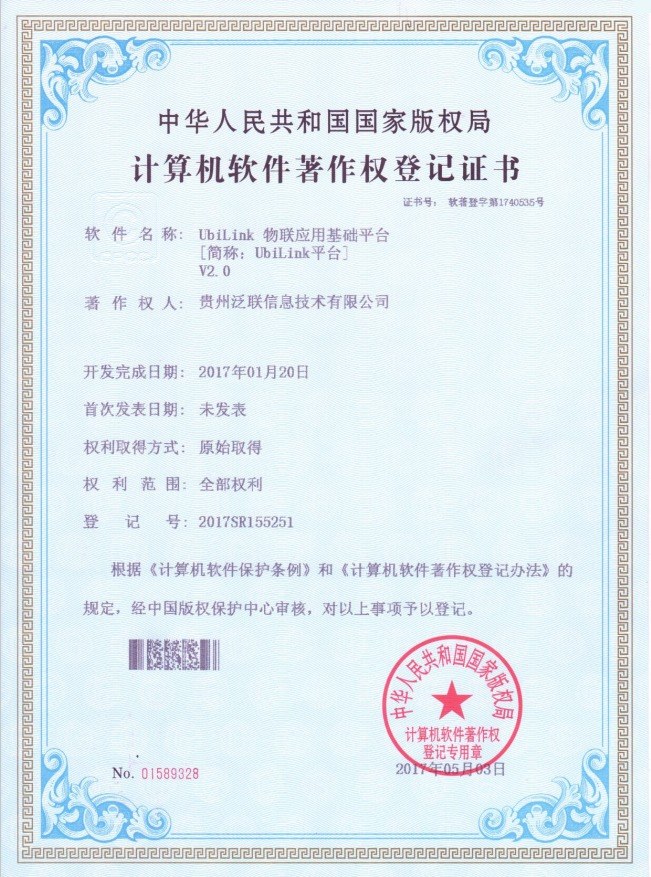 中华人民共和国国家版权局
计算机软件著作权登记证书
证书号: 软著登字第1740535号
软件名称: UbiLink 物联应用基础平台
[简称: UbiLink平台]
V2.0
著作权人: 贵州泛联信息技术有限公司
开发完成日期: 2017年01月20日
首次发表日期: 未发表
权利取得方式: 原始取得
权利范围: 全部权利
登记号: 2017SR155251
根据《计算机软件保护条例》和《计算机软件著作权登记办法》的
规定，经中国版权保护中心审核，对以上事项予以登记。
中华人民共和国国家版权局
计算机软件著作权
登记专用章
2017年05月03日
No. 01589328